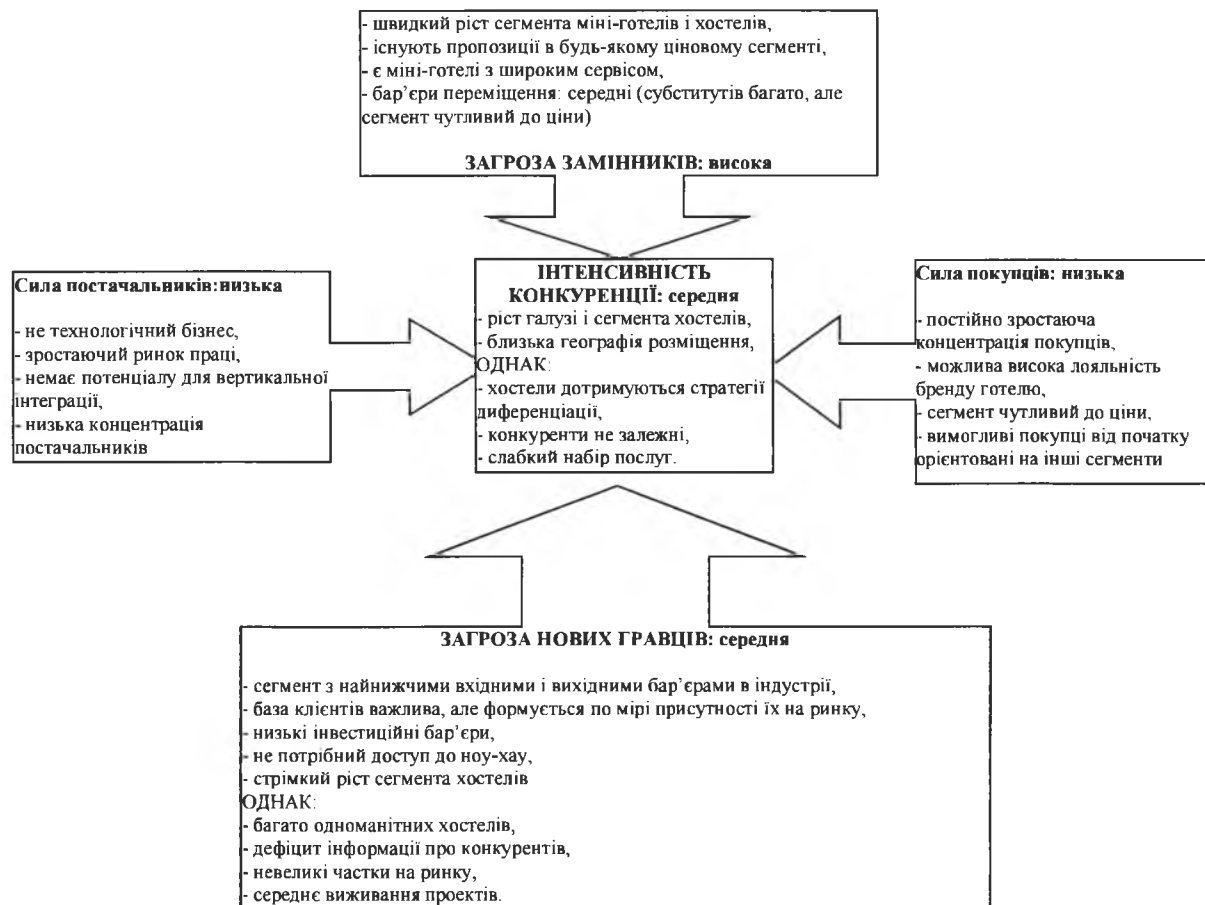 - швидкий ріст сегмента міні-готелів і хостелів,
- існують пропозиції в будь-якому ціновому сегменті,
- є міні-готелі з широким сервісом,
- бар’єри переміщення: середні (субститутів багато, але
сегмент чутливий до ціни)
ЗАГРОЗА ЗАМІННИКІВ: висока
Сила постачальників:низька
- не технологічний бізнес,
- зростаючий ринок праці,
- немає потенціалу для вертикальної
інтеграції,
- низька концентрація
постачальників
ІНТЕНСИВНІСТЬ
КОНКУРЕНЦІЇ: середня
- ріст галузі і сегмента хостелів,
- близька географія розміщення,
ОДНАК:
- хостели дотримуються стратегії
диференціації,
- конкуренти не залежні,
- слабкий набір послуг.
Сила покупців: низька
- постійно зростаюча
концентрація покупців,
- можлива висока лояльність
бренду готелю,
- сегмент чутливий до ціни,
- вимогливі покупці від початку
орієнтовані на інші сегменти
ЗАГРОЗА НОВИХ ГРАВЦІВ: середня
- сегмент з найнижчими вхідними і вихідними бар’єрами в індустрії,
- база клієнтів важлива, але формується по мірі присутності їх на ринку,
- низькі інвестиційні бар’єри,
- не потрібний доступ до ноу-хау,
- стрімкий ріст сегмента хостелів
ОДНАК:
- багато одноманітних хостелів,
- дефіцит інформації про конкурентів,
- невеликі частки на ринку,
- середнє виживання проектів.